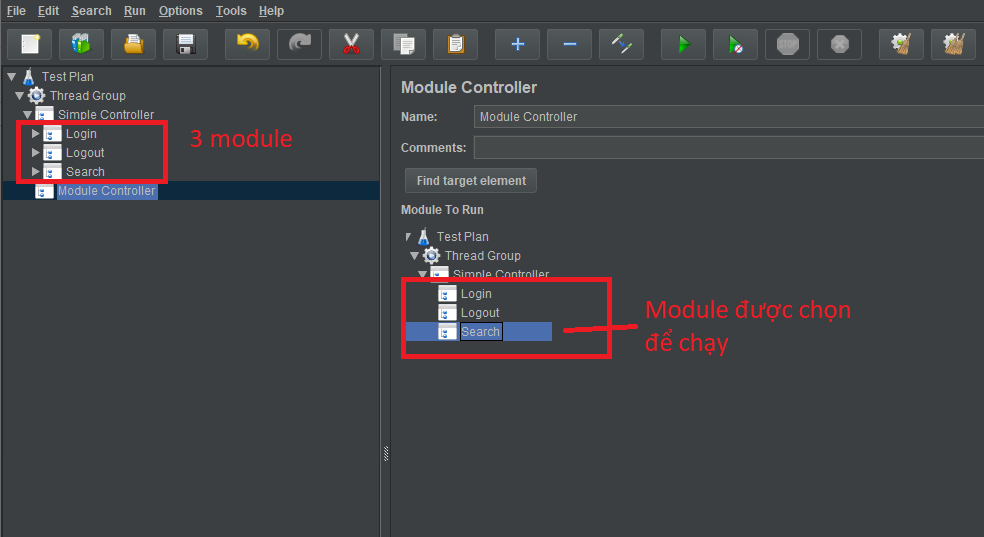 File Edit Search Run Options Tools Help
STOP
Test Plan
Thread Group
Simple Controller
Login
Logout
Search
Module Controller
3 module
Module Controller
Name: Module Controller
Comments:
Find target element
Module To Run
Test Plan
Thread Group
Simple Controller
Login
Logout
Search
Module được chọn
để chạy